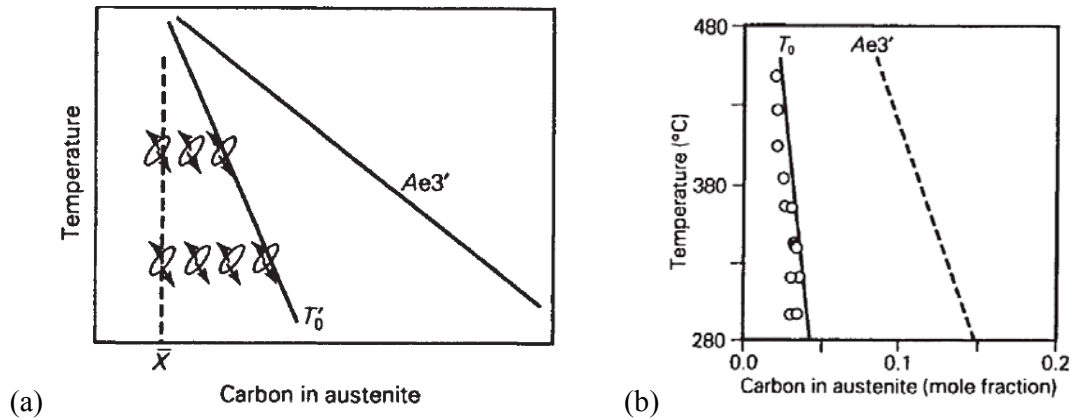 (a)
Temperature
Ae3′
T′₀
X̄
Carbon in austenite
(b)
Temperature (°C)
480
380
280
T₀
Ae3′
0.0
0.1
0.2
Carbon in austenite (mole fraction)